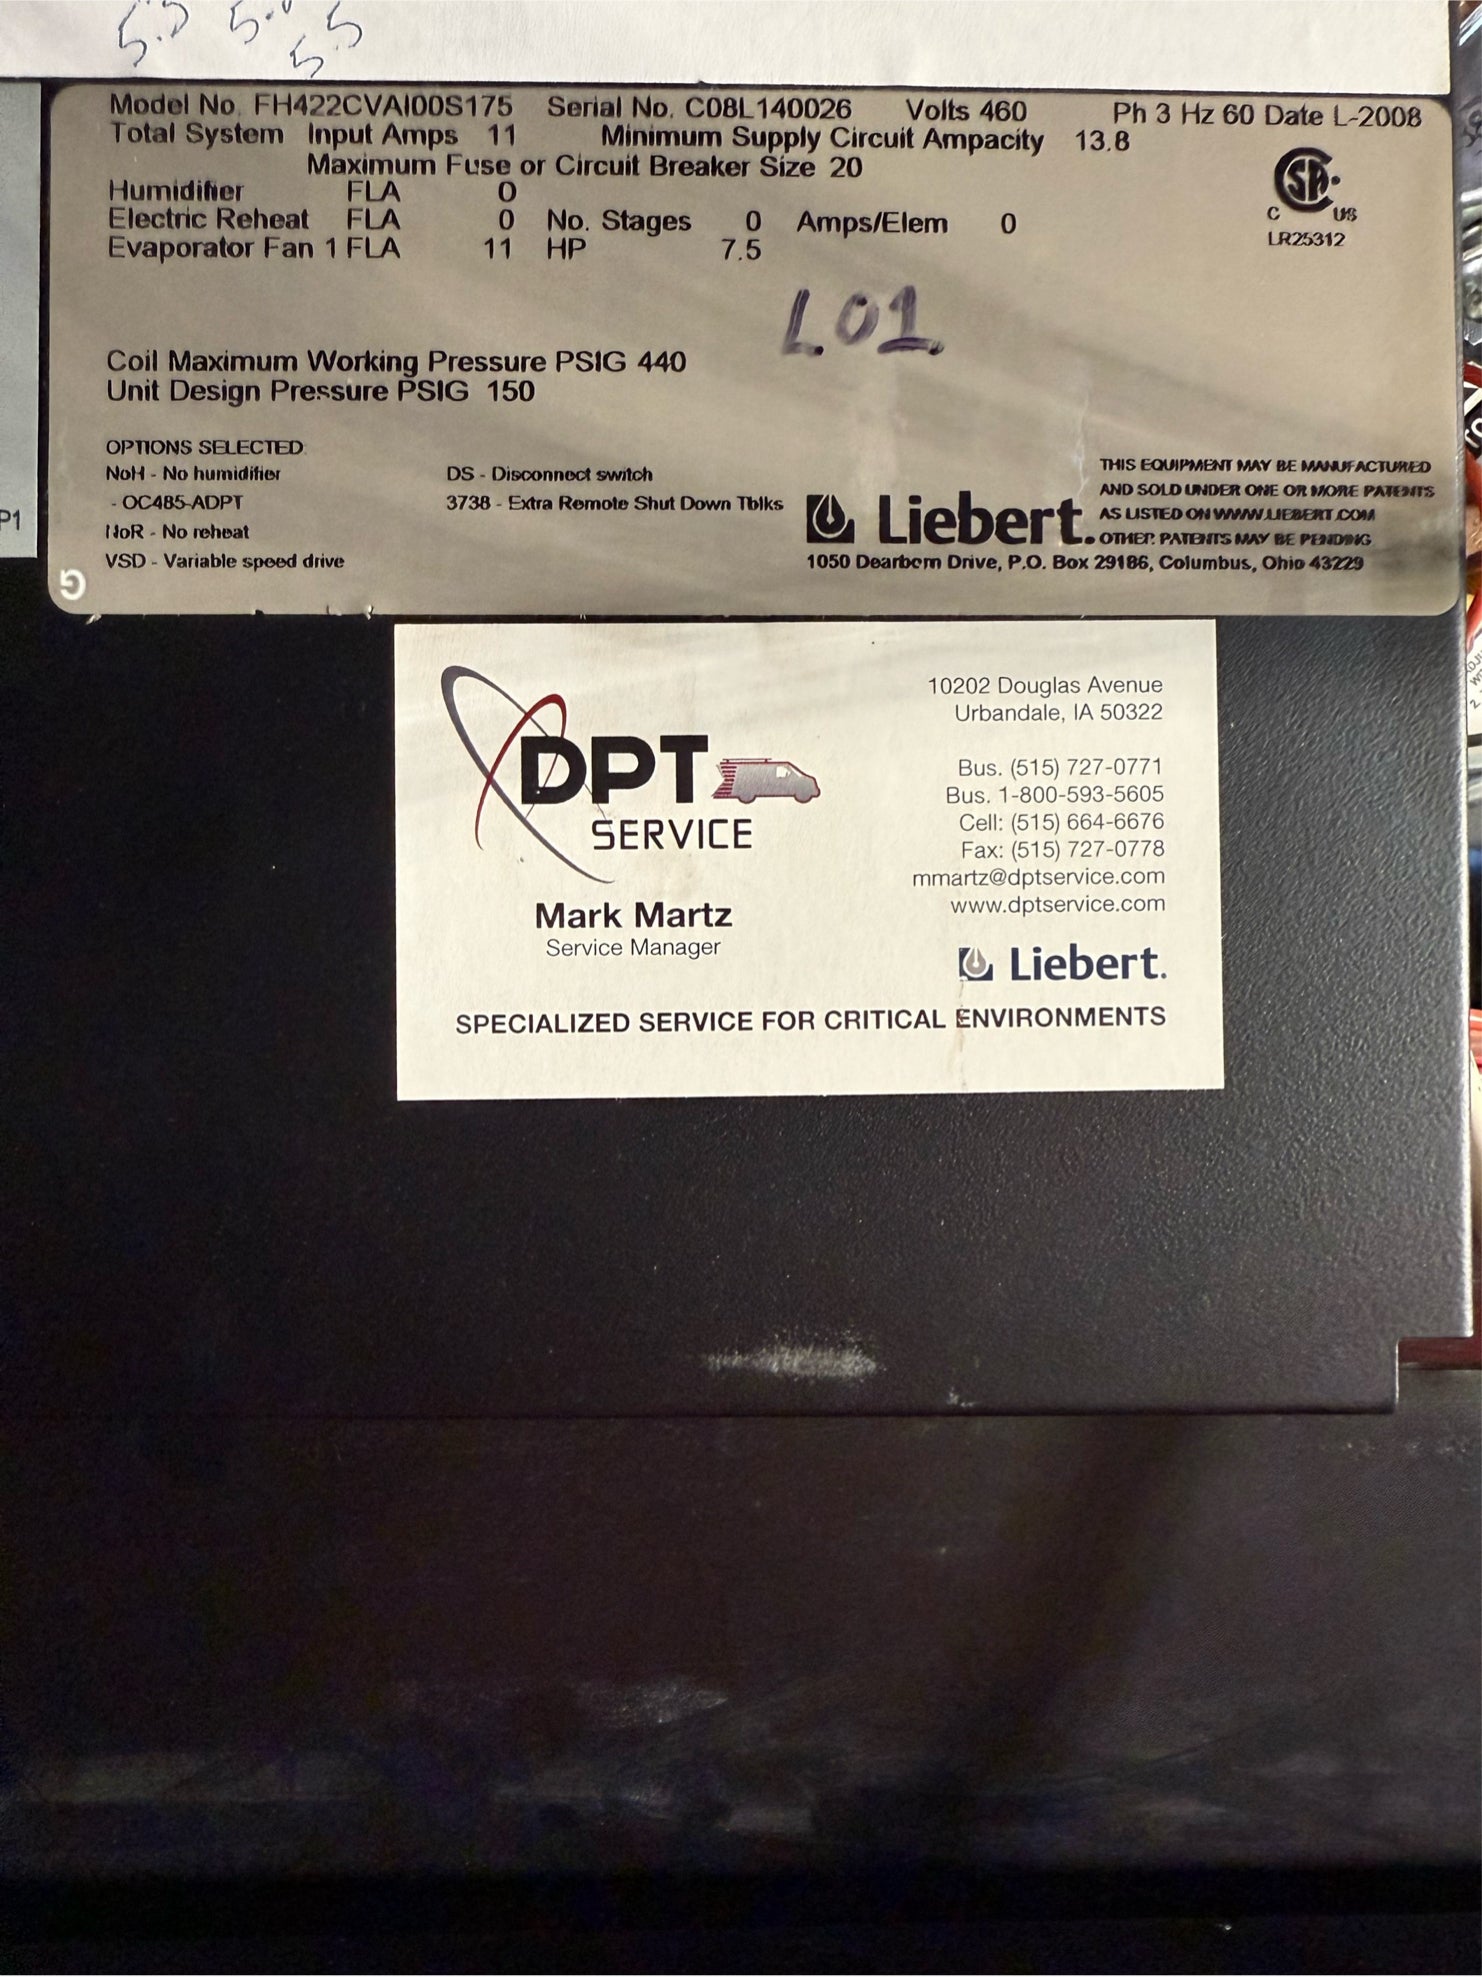 5.5
5.5
Model No. FH422CVAI00S175 Serial No. C08L140026 Volts 460 Ph 3 Hz 60 Date L-2008
Total System Input Amps 11 Minimum Supply Circuit Ampacity 13.8
Maximum Fuse or Circuit Breaker Size 20
Humidifier FLA 0
Electric Reheat FLA 0 No. Stages 0 Amps/Elem 0
Evaporator Fan 1 FLA 11 HP 7.5
C US
LR25312
L01
Coil Maximum Working Pressure PSIG 440
Unit Design Pressure PSIG 150
OPTIONS SELECTED:
NoH - No humidifier DS - Disconnect switch
- OC485-ADPT 3738 - Extra Remote Shut Down Tblks
NoR - No reheat
VSD - Variable speed drive
P1
G
Liebert.
THIS EQUIPMENT MAY BE MANUFACTURED
AND SOLD UNDER ONE OR MORE PATENTS
AS LISTED ON WWW.LIEBERT.COM
OTHER PATENTS MAY BE PENDING
1050 Dearborn Drive, P.O. Box 29186, Columbus, Ohio 43229
DPT
SERVICE
Mark Martz
Service Manager
10202 Douglas Avenue
Urbandale, IA 50322
Bus. (515) 727-0771
Bus. 1-800-593-5605
Cell: (515) 664-6676
Fax: (515) 727-0778
mmartz@dptservice.com
www.dptservice.com
Liebert.
SPECIALIZED SERVICE FOR CRITICAL ENVIRONMENTS